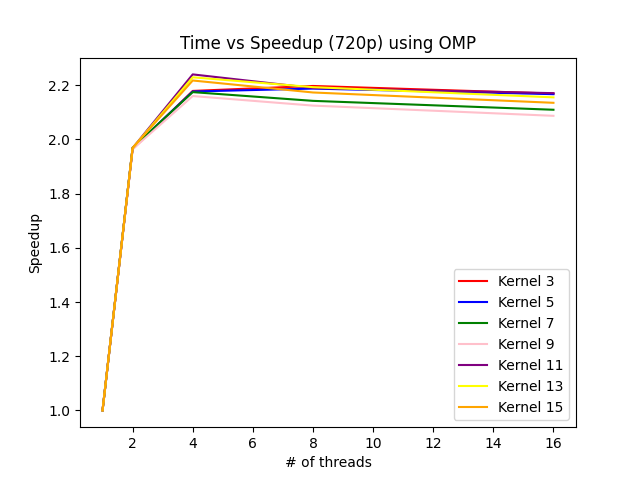 Time vs Speedup (720p) using OMP
Speedup
2.2
2.0
1.8
1.6
1.4
1.2
1.0
Kernel 3
Kernel 5
Kernel 7
Kernel 9
Kernel 11
Kernel 13
Kernel 15
2 4 6 8 10 12 14 16
# of threads